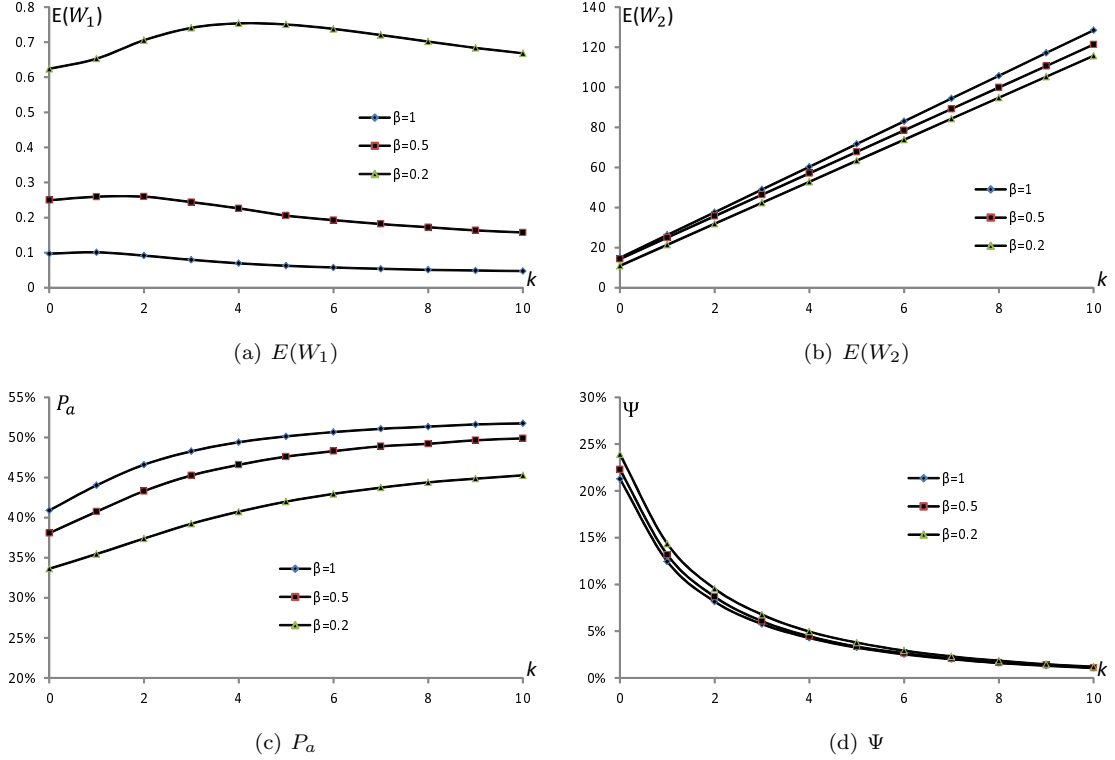 E(W₁)
0.8
0.7
0.6
0.5
0.4
0.3
0.2
0.1
0
β=1
β=0.5
β=0.2
k
0 2 4 6 8 10
(a) E(W₁)
E(W₂)
140
120
100
80
60
40
20
0
β=1
β=0.5
β=0.2
k
0 2 4 6 8 10
(b) E(W₂)
Pₐ
55%
50%
45%
40%
35%
30%
25%
20%
β=1
β=0.5
β=0.2
k
0 2 4 6 8 10
(c) Pₐ
Ψ
30%
25%
20%
15%
10%
5%
0%
β=1
β=0.5
β=0.2
k
0 2 4 6 8 10
(d) Ψ